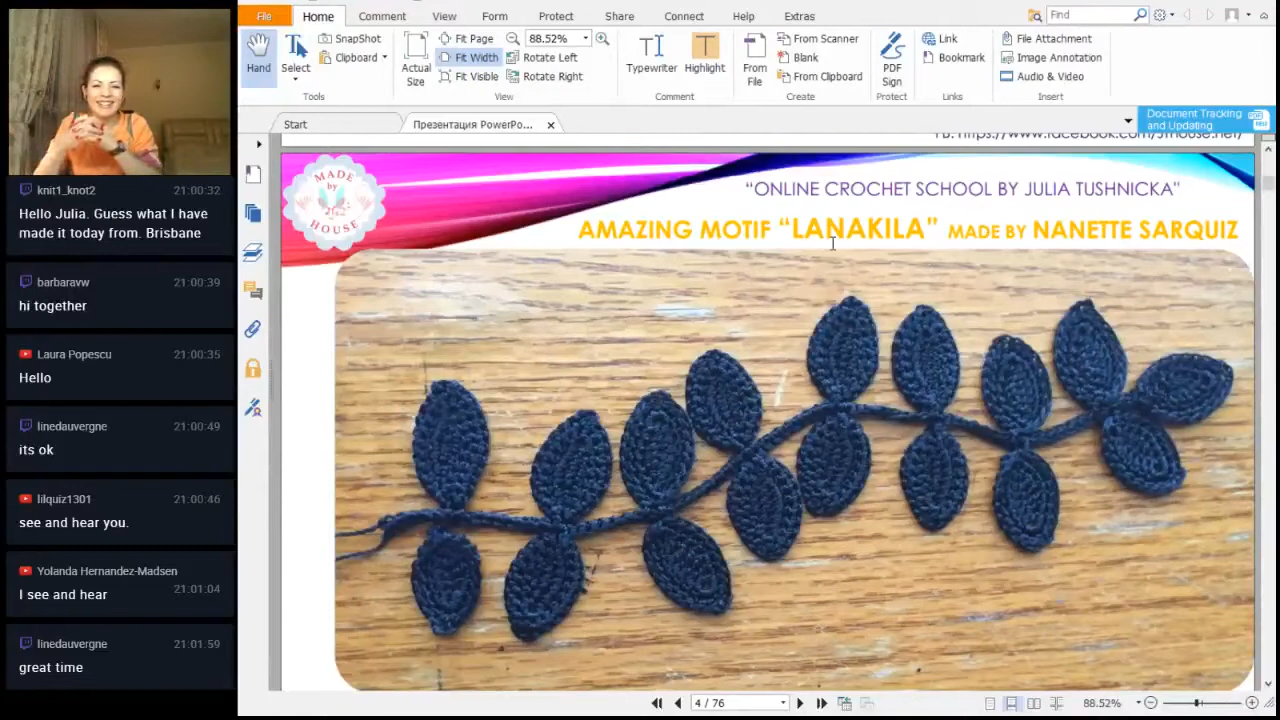 File
Home
Comment
View
Form
Protect
Share
Connect
Help
Extras
Find
Hand
Select
SnapShot
Clipboard
Tools
Actual
Size
Fit Page
Fit Width
Fit Visible
88.52%
Rotate Left
Rotate Right
View
Typewriter
Highlight
Comment
From
File
From Scanner
Blank
From Clipboard
Create
PDF
Sign
Protect
Link
Bookmark
Links
File Attachment
Image Annotation
Audio & Video
Insert
Start
Презентация PowerPo...
Document Tracking
and Updating
FB: https://www.facebook.com/JTHouse.net/
MADE
by
HOUSE
“ONLINE CROCHET SCHOOL BY JULIA TUSHNICKA”
AMAZING MOTIF “LANAKILA” MADE BY NANETTE SARQUIZ
knit1_knot2 21:00:32
Hello Julia. Guess what I have
made it today from. Brisbane
barbaravw 21:00:39
hi together
Laura Popescu 21:00:35
Hello
linedauvergne 21:00:49
its ok
lilquiz1301 21:00:46
see and hear you.
Yolanda Hernandez-Madsen
I see and hear 21:01:04
linedauvergne 21:01:59
great time
4 / 76
88.52%